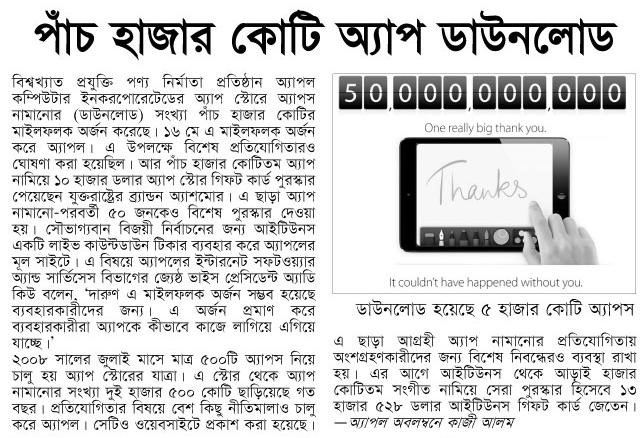 পাঁচ হাজার কোটি অ্যাপ ডাউনলোড
বিশ্বখ্যাত প্রযুক্তি পণ্য নির্মাতা প্রতিষ্ঠান অ্যাপল
কম্পিউটার ইনকরপোরেটেডের অ্যাপ স্টোরে অ্যাপস
নামানোর (ডাউনলোড) সংখ্যা পাঁচ হাজার কোটির
মাইলফলক অর্জন করেছে। ১৬ মে এ মাইলফলক অর্জন
করে অ্যাপল। এ উপলক্ষে বিশেষ প্রতিযোগিতারও
ঘোষণা করা হয়েছিল। আর পাঁচ হাজার কোটিতম অ্যাপ
নামিয়ে ১০ হাজার ডলার অ্যাপ স্টোর গিফট কার্ড পুরস্কার
পেয়েছেন যুক্তরাষ্ট্রের ব্র্যান্ডন অ্যাশমোর। এ ছাড়া অ্যাপ
নামানো-পরবর্তী ৫০ জনকেও বিশেষ পুরস্কার দেওয়া
হয়। সৌভাগ্যবান বিজয়ী নির্বাচনের জন্য আইটিউনস
একটি লাইভ কাউন্টডাউন টিকার ব্যবহার করে অ্যাপলের
মূল সাইটে। এ বিষয়ে অ্যাপলের ইন্টারনেট সফটওয়্যার
অ্যান্ড সার্ভিসেস বিভাগের জ্যেষ্ঠ ভাইস প্রেসিডেন্ট অ্যাডি
কিউ বলেন, ‘দারুণ এ মাইলফলক অর্জন সম্ভব হয়েছে
ব্যবহারকারীদের জন্য। এ অর্জন প্রমাণ করে
ব্যবহারকারীরা অ্যাপকে কীভাবে কাজে লাগিয়ে এগিয়ে
যাচ্ছে।’
২০০৮ সালের জুলাই মাসে মাত্র ৫০০টি অ্যাপস নিয়ে
চালু হয় অ্যাপ স্টোরের যাত্রা। এ স্টোর থেকে অ্যাপ
নামানোর সংখ্যা দুই হাজার ৫০০ কোটি ছাড়িয়েছে গত
বছর। প্রতিযোগিতার বিষয়ে বেশ কিছু নীতিমালাও চালু
করে অ্যাপল। সেটিও ওয়েবসাইটে প্রকাশ করা হয়েছে।
50,000,000,000
One really big thank you.
Thanks
It couldn't have happened without you.
ডাউনলোড হয়েছে ৫ হাজার কোটি অ্যাপস
এ ছাড়া আগ্রহী অ্যাপ নামানোর প্রতিযোগিতায়
অংশগ্রহণকারীদের জন্য বিশেষ নিবন্ধেরও ব্যবস্থা রাখা
হয়। এর আগে আইটিউনস থেকে আড়াই হাজার
কোটিতম সংগীত নামিয়ে সেরা পুরস্কার হিসেবে ১৩
হাজার ৫২৮ ডলার আইটিউনস গিফট কার্ড জেতেন।
—অ্যাপল অবলম্বনে কাজী আলম